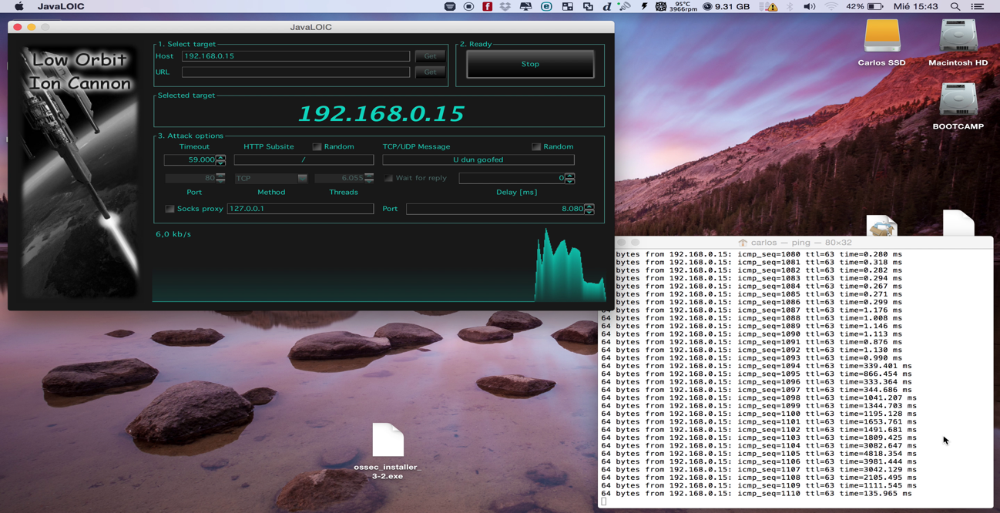 JavaLOIC
95°C
3966rpm
9.31 GB
42%
Mié 15:43
JavaLOIC
Low Orbit
Ion Cannon
1. Select target
Host 192.168.0.15 Get
URL Get
2. Ready
Stop
Selected target
192.168.0.15
3. Attack options
Timeout HTTP Subsite Random TCP/UDP Message Random
59.000 / U dun goofed
80 TCP 6.055 Wait for reply 0
Port Method Threads Delay [ms]
Socks proxy 127.0.0.1 Port 8.080
6,0 kb/s
Carlos SSD
Macintosh HD
BOOTCAMP
ossec_installer_
3-2.exe
carlos — ping — 80×32
bytes from 192.168.0.15: icmp_seq=1080 ttl=63 time=0.280 ms
bytes from 192.168.0.15: icmp_seq=1081 ttl=63 time=0.318 ms
bytes from 192.168.0.15: icmp_seq=1082 ttl=63 time=0.282 ms
bytes from 192.168.0.15: icmp_seq=1083 ttl=63 time=0.294 ms
bytes from 192.168.0.15: icmp_seq=1084 ttl=63 time=0.267 ms
bytes from 192.168.0.15: icmp_seq=1085 ttl=63 time=0.271 ms
bytes from 192.168.0.15: icmp_seq=1086 ttl=63 time=0.299 ms
64 bytes from 192.168.0.15: icmp_seq=1087 ttl=63 time=1.176 ms
64 bytes from 192.168.0.15: icmp_seq=1088 ttl=63 time=1.008 ms
64 bytes from 192.168.0.15: icmp_seq=1089 ttl=63 time=1.146 ms
64 bytes from 192.168.0.15: icmp_seq=1090 ttl=63 time=1.113 ms
64 bytes from 192.168.0.15: icmp_seq=1091 ttl=63 time=0.876 ms
64 bytes from 192.168.0.15: icmp_seq=1092 ttl=63 time=1.130 ms
64 bytes from 192.168.0.15: icmp_seq=1093 ttl=63 time=0.990 ms
64 bytes from 192.168.0.15: icmp_seq=1094 ttl=63 time=339.401 ms
64 bytes from 192.168.0.15: icmp_seq=1095 ttl=63 time=866.454 ms
64 bytes from 192.168.0.15: icmp_seq=1096 ttl=63 time=333.364 ms
64 bytes from 192.168.0.15: icmp_seq=1097 ttl=63 time=344.686 ms
64 bytes from 192.168.0.15: icmp_seq=1098 ttl=63 time=1041.207 ms
64 bytes from 192.168.0.15: icmp_seq=1099 ttl=63 time=1344.703 ms
64 bytes from 192.168.0.15: icmp_seq=1100 ttl=63 time=1195.128 ms
64 bytes from 192.168.0.15: icmp_seq=1101 ttl=63 time=1653.761 ms
64 bytes from 192.168.0.15: icmp_seq=1102 ttl=63 time=1491.681 ms
64 bytes from 192.168.0.15: icmp_seq=1103 ttl=63 time=1809.425 ms
64 bytes from 192.168.0.15: icmp_seq=1104 ttl=63 time=3082.647 ms
64 bytes from 192.168.0.15: icmp_seq=1105 ttl=63 time=4818.354 ms
64 bytes from 192.168.0.15: icmp_seq=1106 ttl=63 time=3981.444 ms
64 bytes from 192.168.0.15: icmp_seq=1107 ttl=63 time=3042.129 ms
64 bytes from 192.168.0.15: icmp_seq=1108 ttl=63 time=2105.495 ms
64 bytes from 192.168.0.15: icmp_seq=1109 ttl=63 time=1111.545 ms
64 bytes from 192.168.0.15: icmp_seq=1110 ttl=63 time=135.965 ms